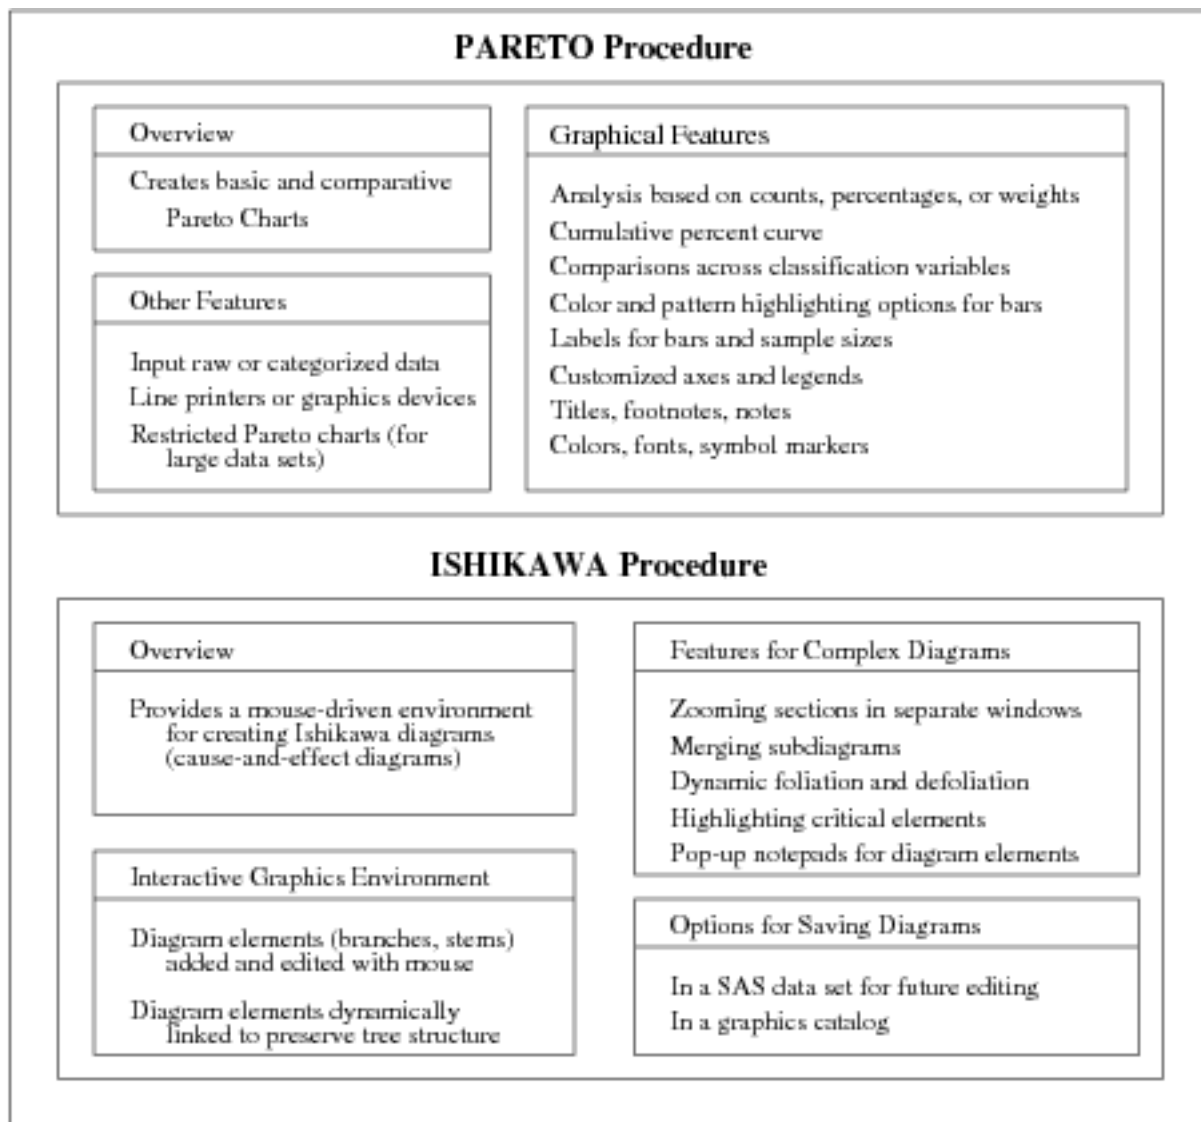 PARETO Procedure
Overview
Creates basic and comparative
Pareto Charts
Other Features
Input raw or categorized data
Line printers or graphics devices
Restricted Pareto charts (for
large data sets)
Graphical Features
Analysis based on counts, percentages, or weights
Cumulative percent curve
Comparisons across classification variables
Color and pattern highlighting options for bars
Labels for bars and sample sizes
Customized axes and legends
Titles, footnotes, notes
Colors, fonts, symbol markers
ISHIKAWA Procedure
Overview
Provides a mouse-driven environment
for creating Ishikawa diagrams
(cause-and-effect diagrams)
Interactive Graphics Environment
Diagram elements (branches, stems)
added and edited with mouse
Diagram elements dynamically
linked to preserve tree structure
Features for Complex Diagrams
Zooming sections in separate windows
Merging subdiagrams
Dynamic foliation and defoliation
Highlighting critical elements
Pop-up notepads for diagram elements
Options for Saving Diagrams
In a SAS data set for future editing
In a graphics catalog